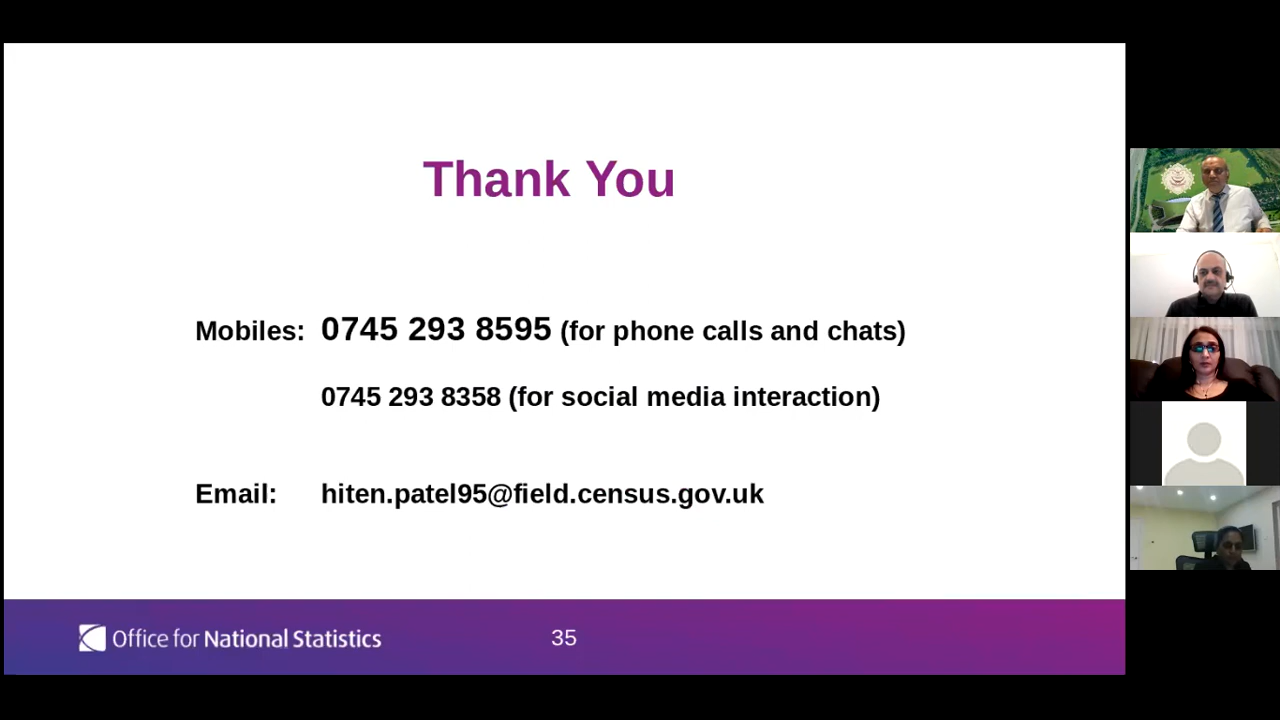 Thank You
Mobiles: 0745 293 8595 (for phone calls and chats)
0745 293 8358 (for social media interaction)
Email: hiten.patel95@field.census.gov.uk
Office for National Statistics
35